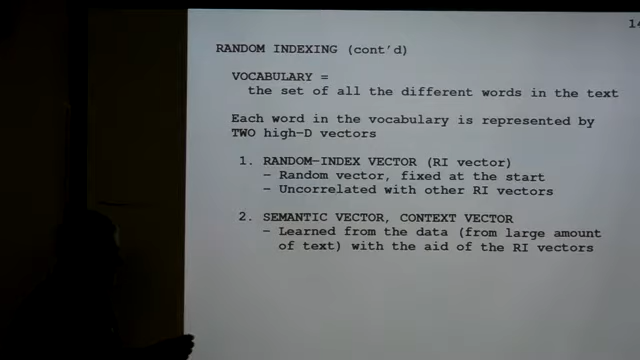 14
RANDOM INDEXING (cont'd)
VOCABULARY =
the set of all the different words in the text
Each word in the vocabulary is represented by
TWO high-D vectors
1. RANDOM-INDEX VECTOR (RI vector)
- Random vector, fixed at the start
- Uncorrelated with other RI vectors
2. SEMANTIC VECTOR, CONTEXT VECTOR
- Learned from the data (from large amount
of text) with the aid of the RI vectors